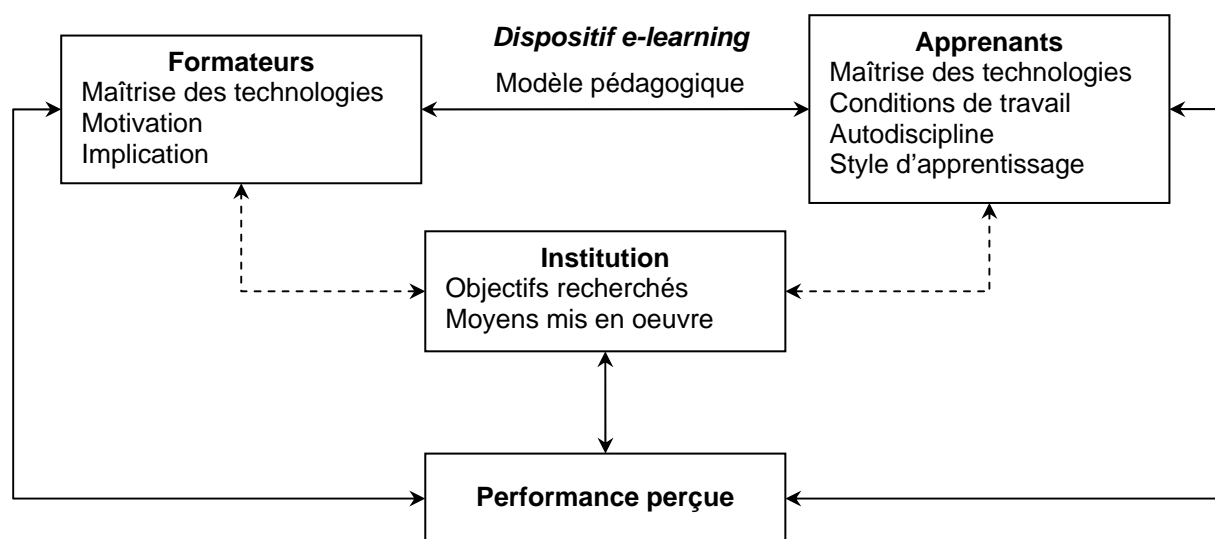 Formateurs
Maîtrise des technologies
Motivation
Implication
Dispositif e-learning
Modèle pédagogique
Apprenants
Maîtrise des technologies
Conditions de travail
Autodiscipline
Style d’apprentissage
Institution
Objectifs recherchés
Moyens mis en oeuvre
Performance perçue